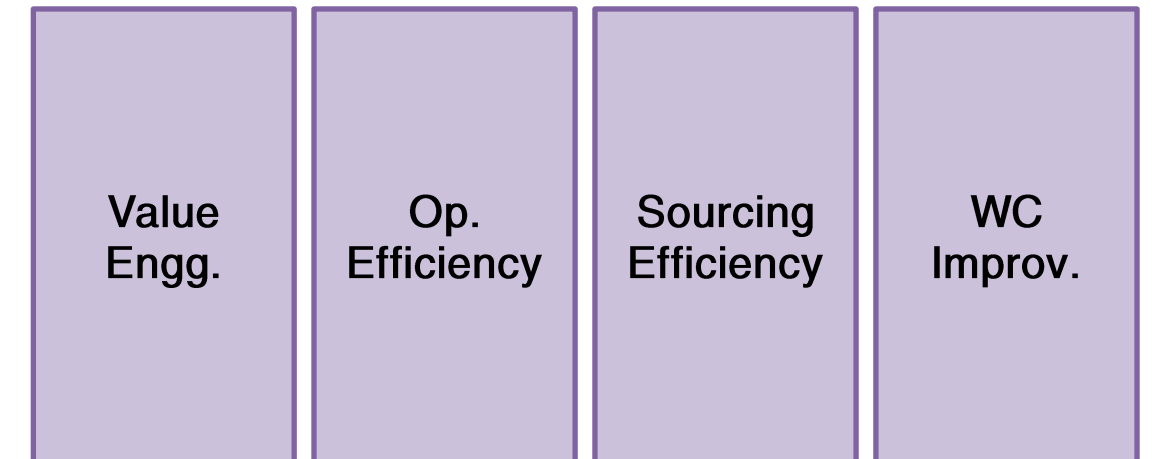 Value
Engg.
Op.
Efficiency
Sourcing
Efficiency
WC
Improv.